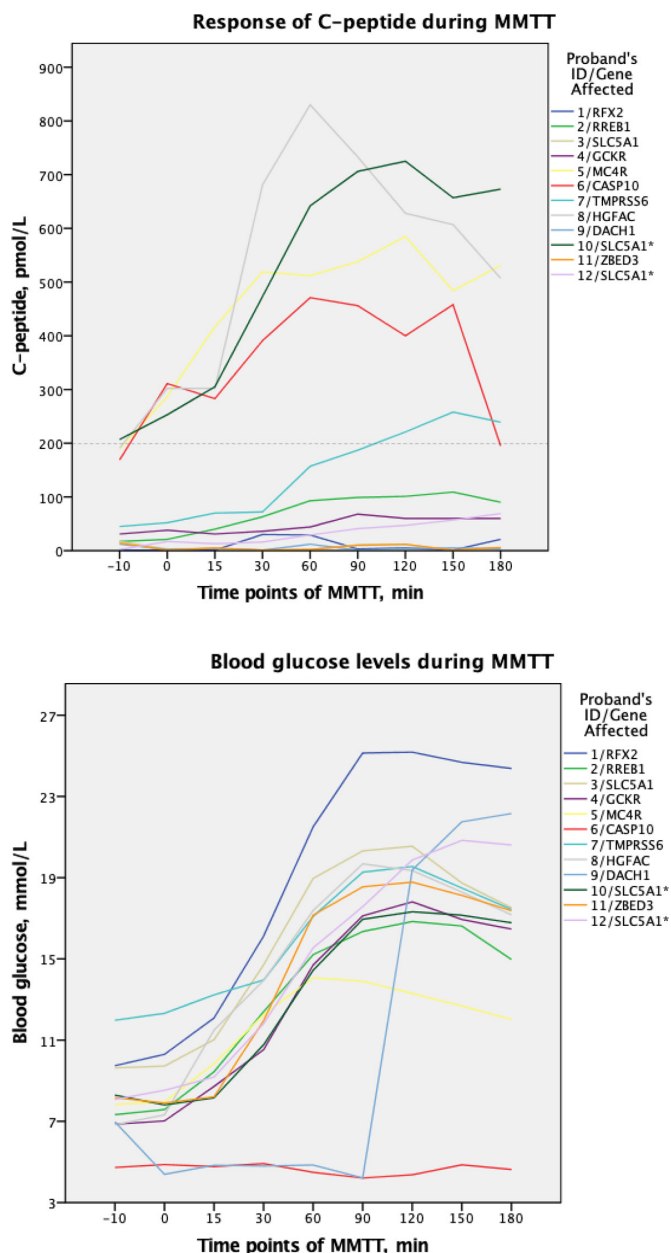 Response of C-peptide during MMTT
Proband's
ID/Gene
Affected
1/RFX2
2/RREB1
3/SLC5A1
4/GCKR
5/MC4R
6/CASP10
7/TMPRSS6
8/HGFAC
9/DACH1
10/SLC5A1*
11/ZBED3
12/SLC5A1*
C-peptide, pmol/L
900
800
700
600
500
400
300
200
100
0
-10 0 15 30 60 90 120 150 180
Time points of MMTT, min
Blood glucose levels during MMTT
Proband's
ID/Gene
Affected
1/RFX2
2/RREB1
3/SLC5A1
4/GCKR
5/MC4R
6/CASP10
7/TMPRSS6
8/HGFAC
9/DACH1
10/SLC5A1*
11/ZBED3
12/SLC5A1*
Blood glucose, mmol/L
27
23
19
15
11
7
3
-10 0 15 30 60 90 120 150 180
Time points of MMTT, min